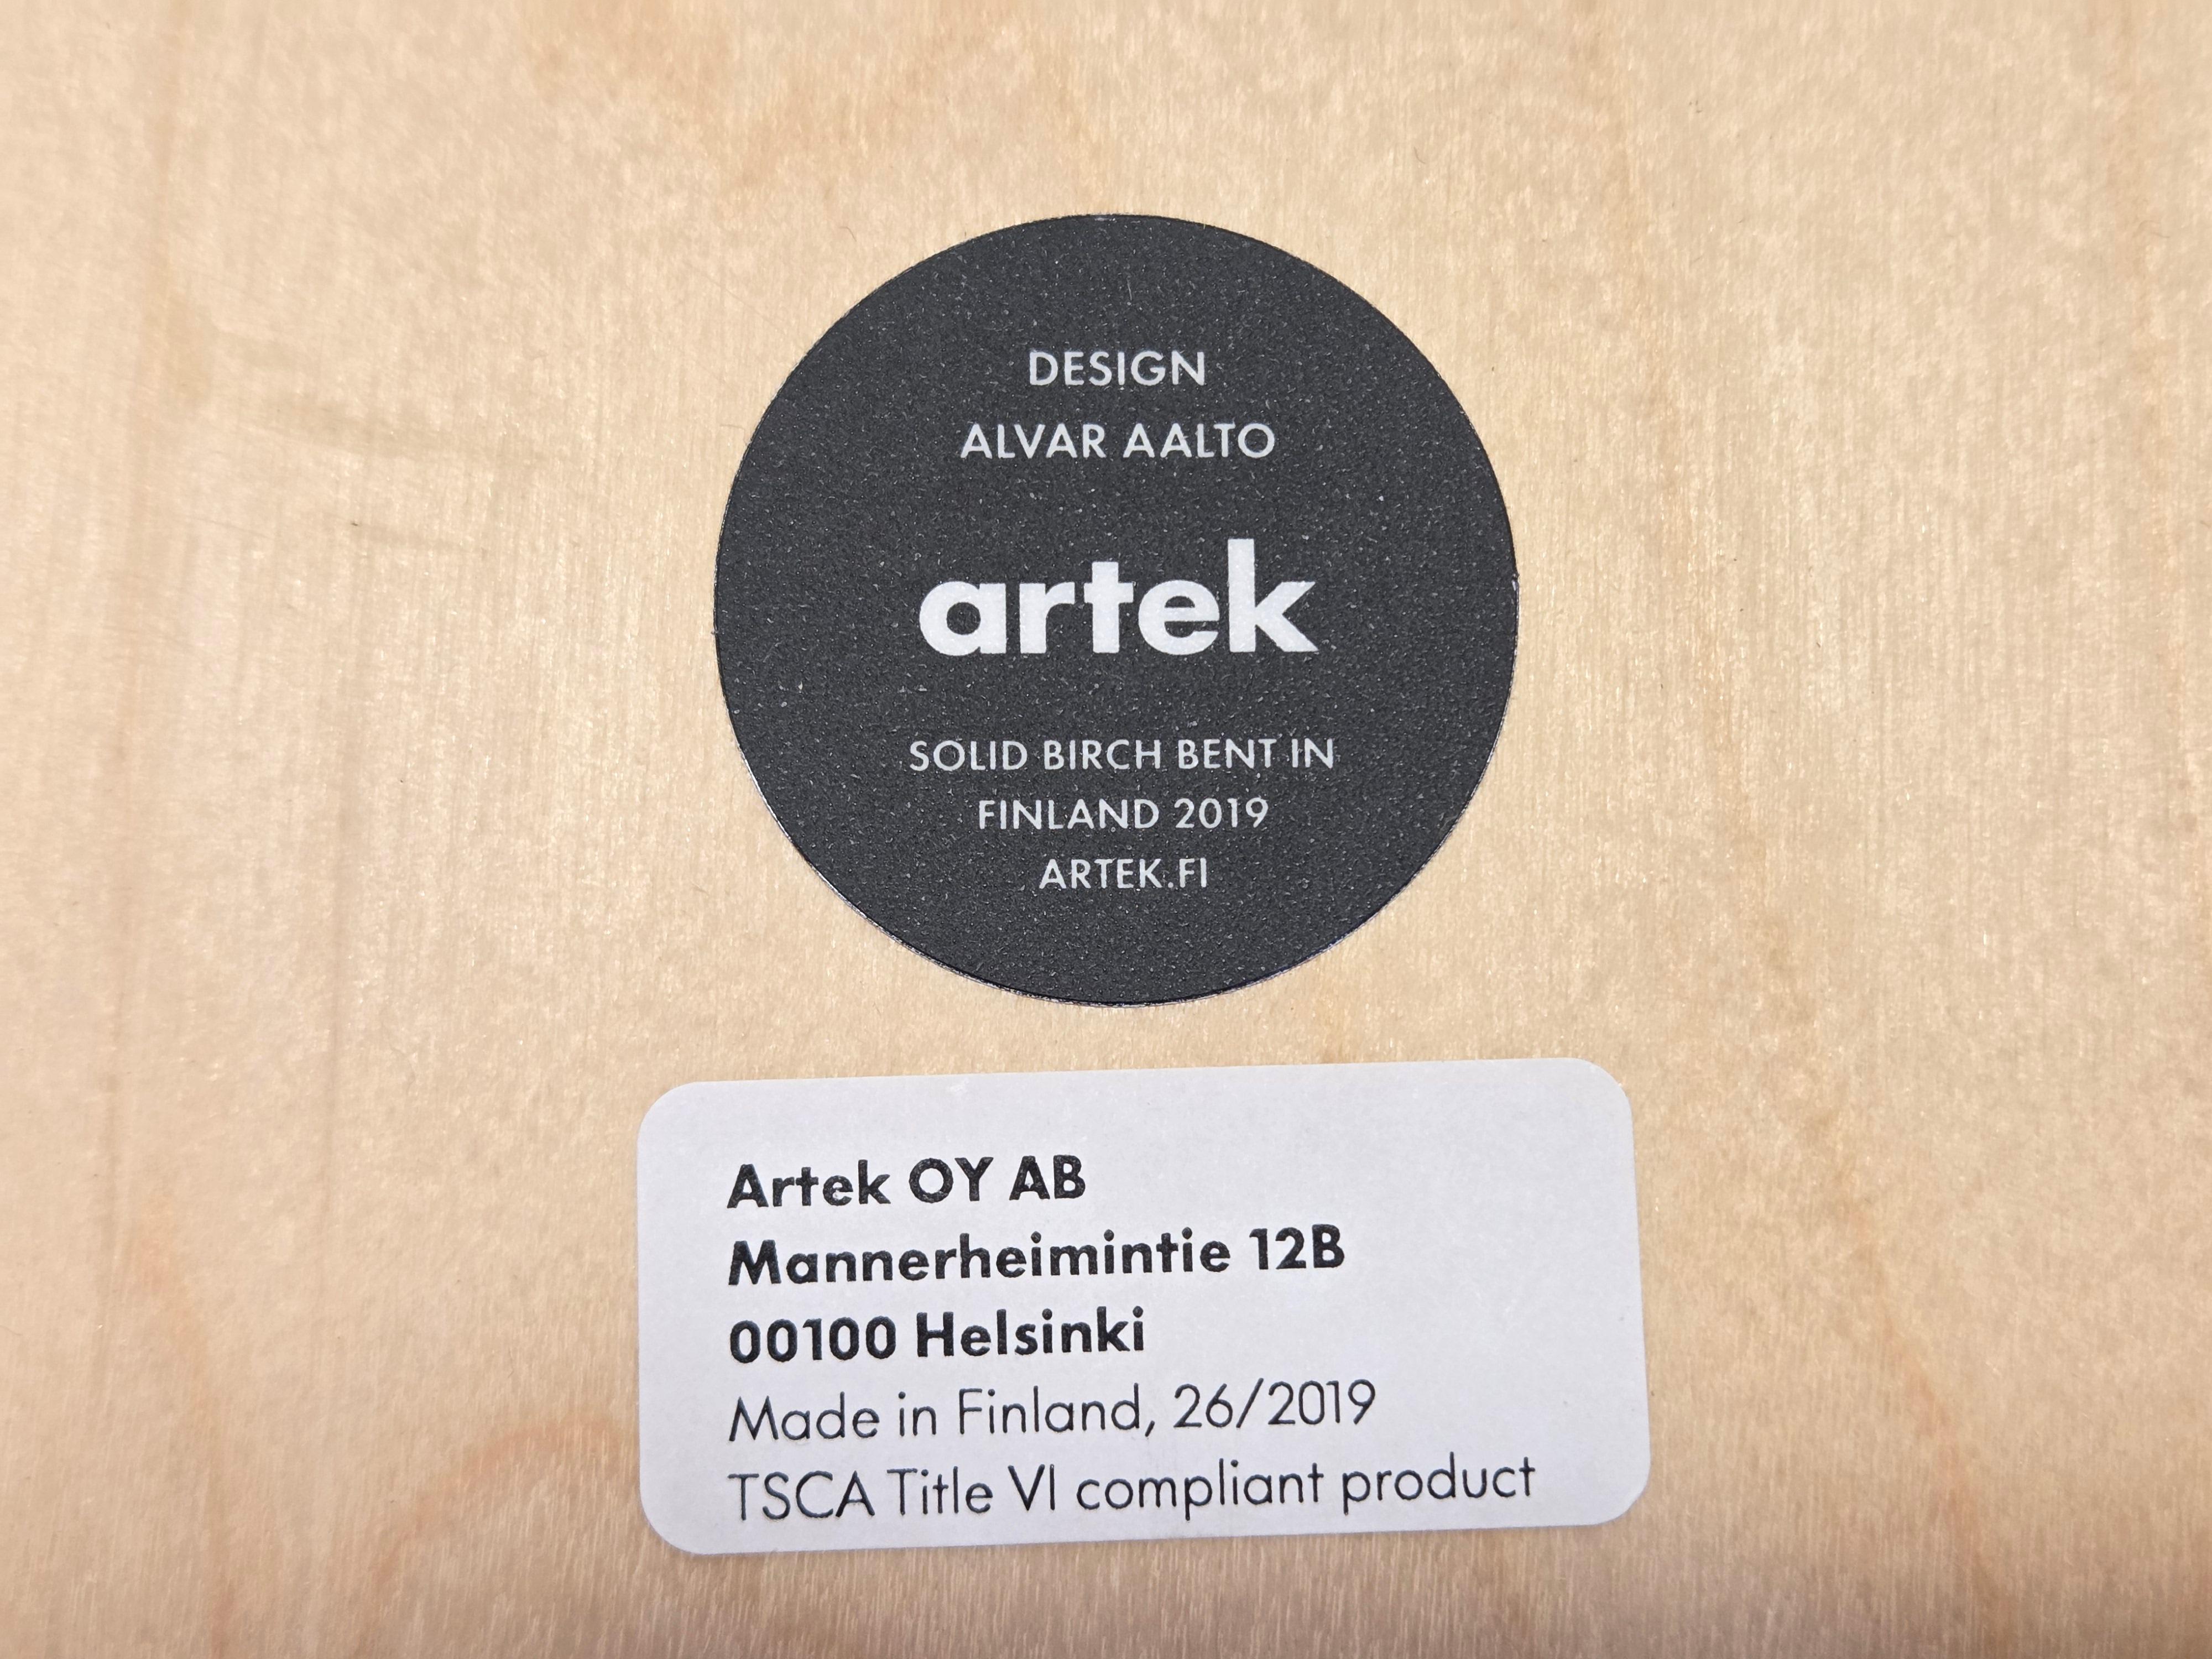 DESIGN
ALVAR AALTO
artek
SOLID BIRCH BENT IN
FINLAND 2019
ARTEK.FI
Artek OY AB
Mannerheimintie 12B
00100 Helsinki
Made in Finland, 26/2019
TSCA Title VI compliant product